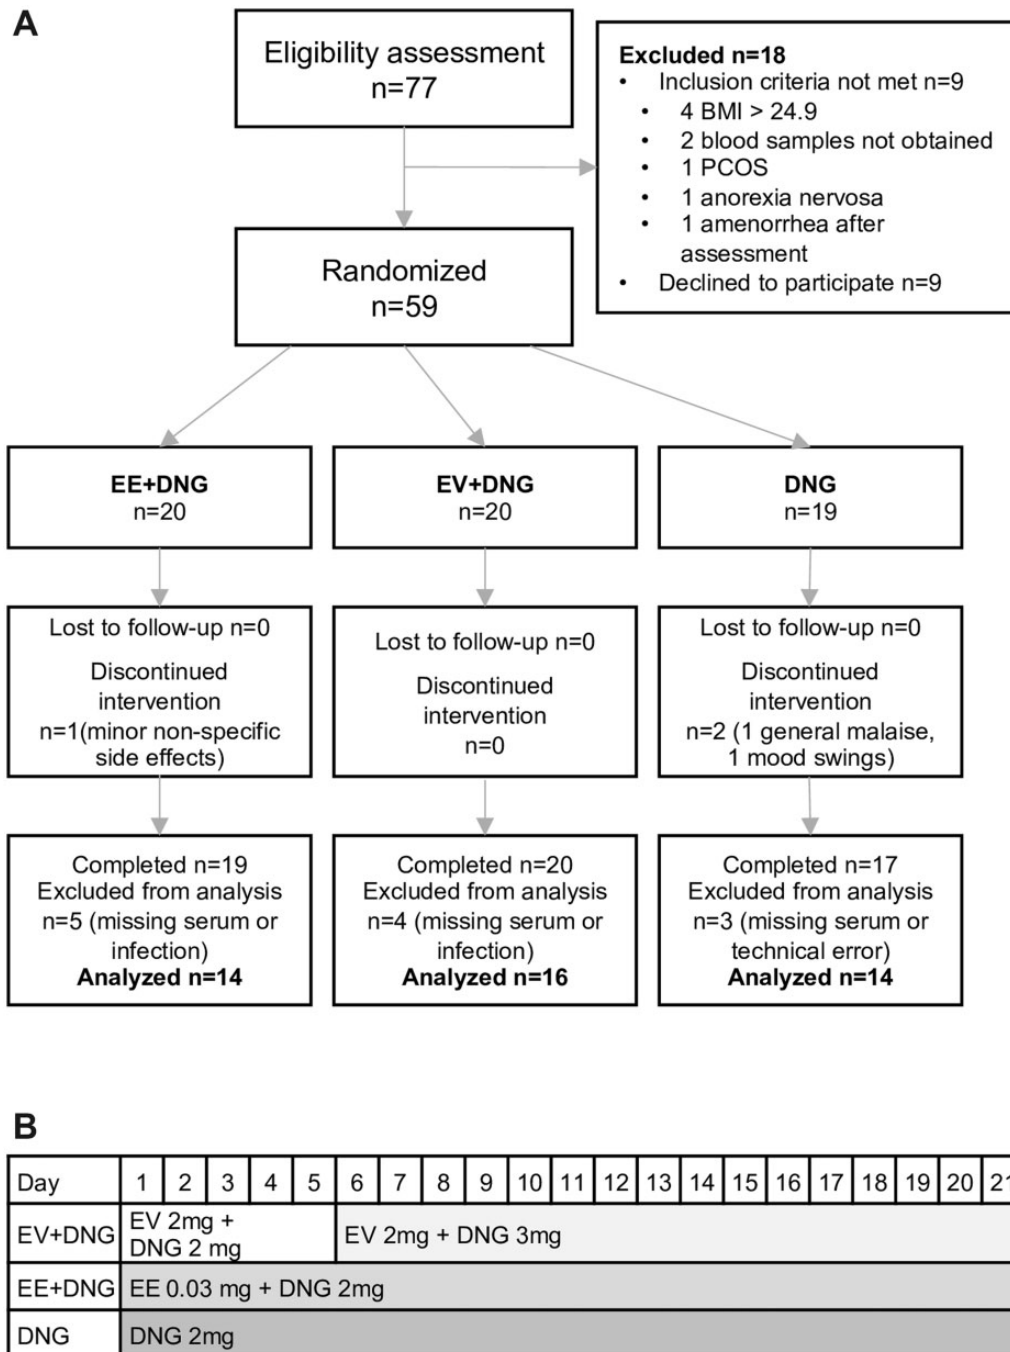 A
Eligibility assessment
n=77
Excluded n=18
• Inclusion criteria not met n=9
• 4 BMI > 24.9
• 2 blood samples not obtained
• 1 PCOS
• 1 anorexia nervosa
• 1 amenorrhea after
assessment
• Declined to participate n=9
Randomized
n=59
EE+DNG
n=20
EV+DNG
n=20
DNG
n=19
Lost to follow-up n=0
Discontinued
intervention
n=1(minor non-specific
side effects)
Lost to follow-up n=0
Discontinued
intervention
n=0
Lost to follow-up n=0
Discontinued
intervention
n=2 (1 general malaise,
1 mood swings)
Completed n=19
Excluded from analysis
n=5 (missing serum or
infection)
Analyzed n=14
Completed n=20
Excluded from analysis
n=4 (missing serum or
infection)
Analyzed n=16
Completed n=17
Excluded from analysis
n=3 (missing serum or
technical error)
Analyzed n=14
B
Day 1 2 3 4 5 6 7 8 9 10 11 12 13 14 15 16 17 18 19 20 21
EV+DNG EV 2mg +
DNG 2 mg
EV 2mg + DNG 3mg
EE+DNG EE 0.03 mg + DNG 2mg
DNG DNG 2mg